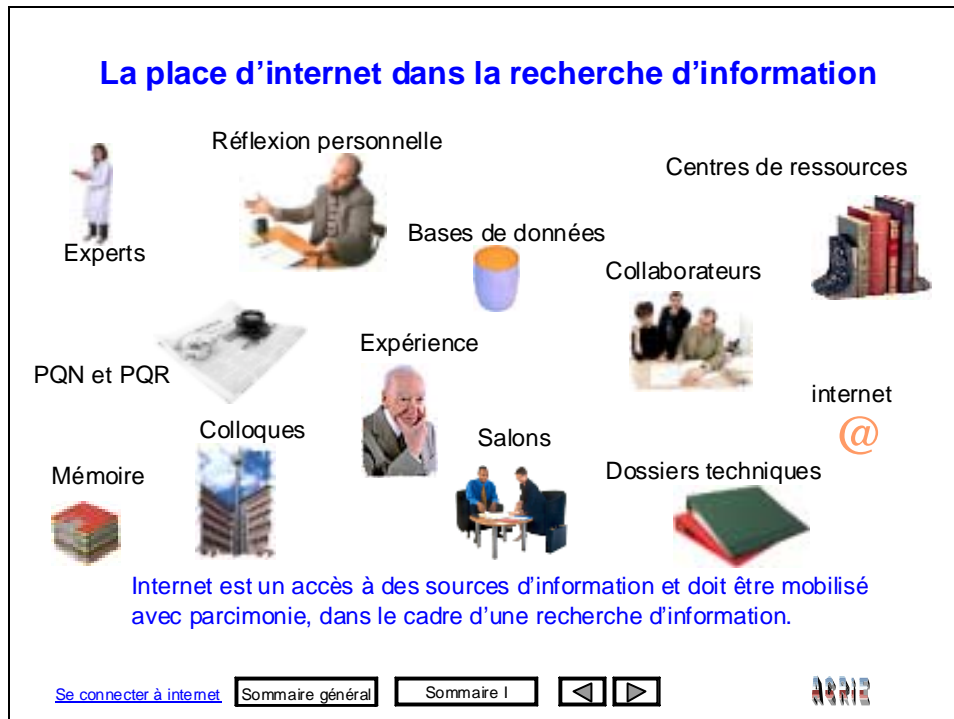 La place d’internet dans la recherche d’information
Réflexion personnelle
Centres de ressources
Experts
Bases de données
Collaborateurs
Expérience
PQN et PQR
internet
@
Colloques
Salons
Mémoire
Dossiers techniques
Internet est un accès à des sources d’information et doit être mobilisé
avec parcimonie, dans le cadre d’une recherche d’information.
Se connecter à internet
Sommaire général
Sommaire I